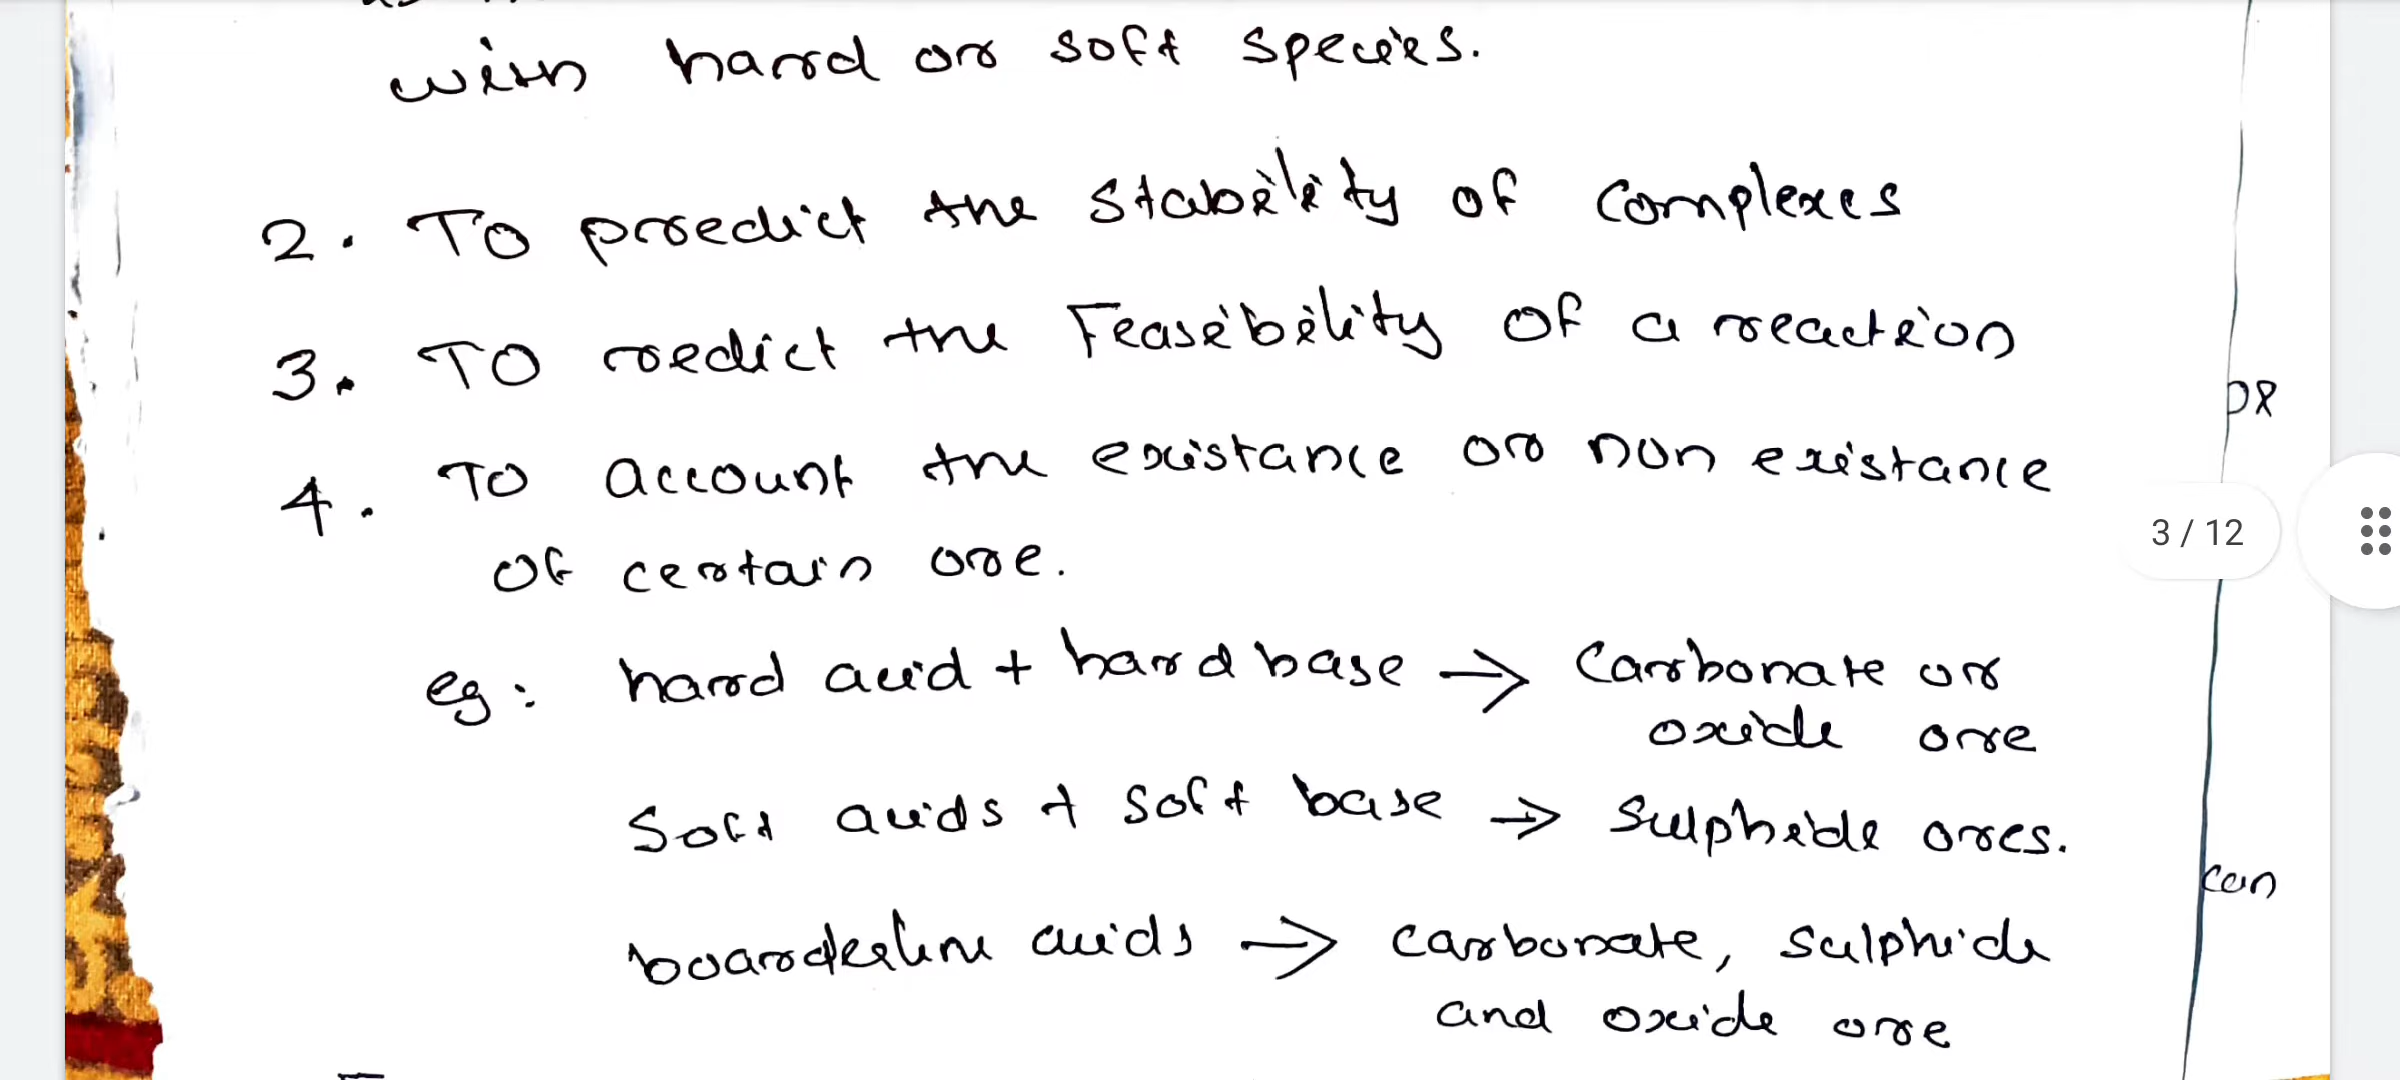 with hard or soft species.
2. To predict the stability of complexes
3. To redict the Feasibility of a reaction
4. To account the existance or non existance
of certain ore.
eg: hard acid + hard base → Carbonate or
oxide ore
Soft acids + soft base → Sulphide ores.
boarderline acids → carbonate, sulphide
and oxide ore
3 / 12